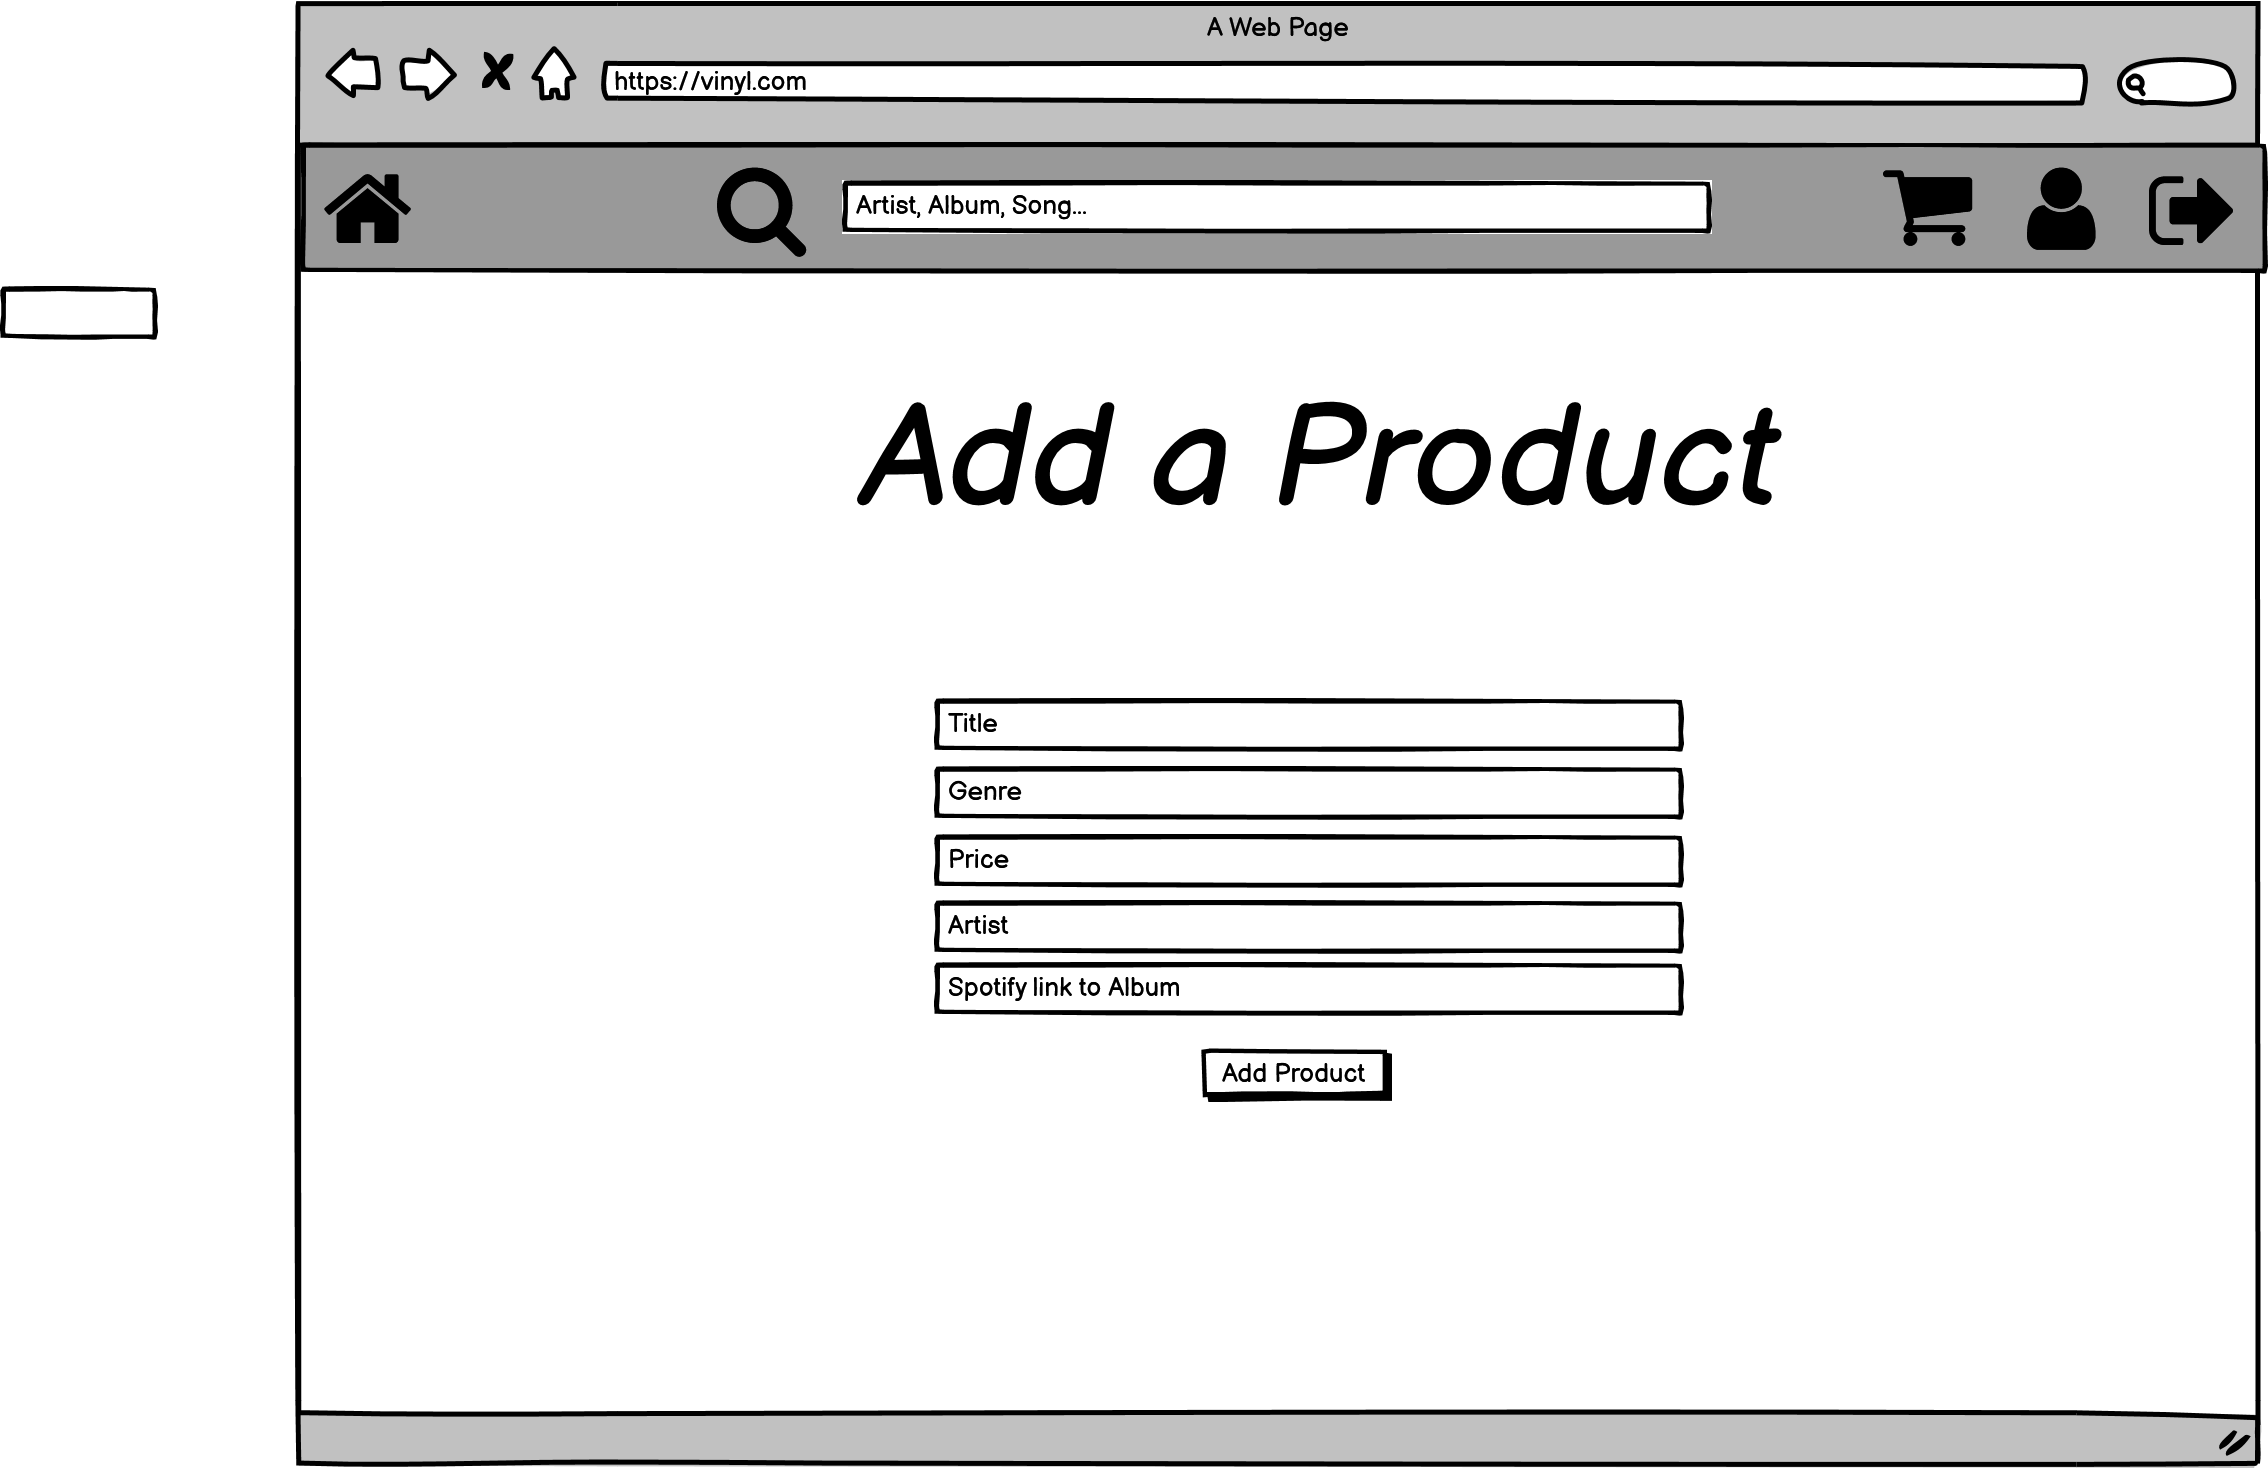 A Web Page
https://vinyl.com
Artist, Album, Song...
Add a Product
Title
Genre
Price
Artist
Spotify link to Album
Add Product